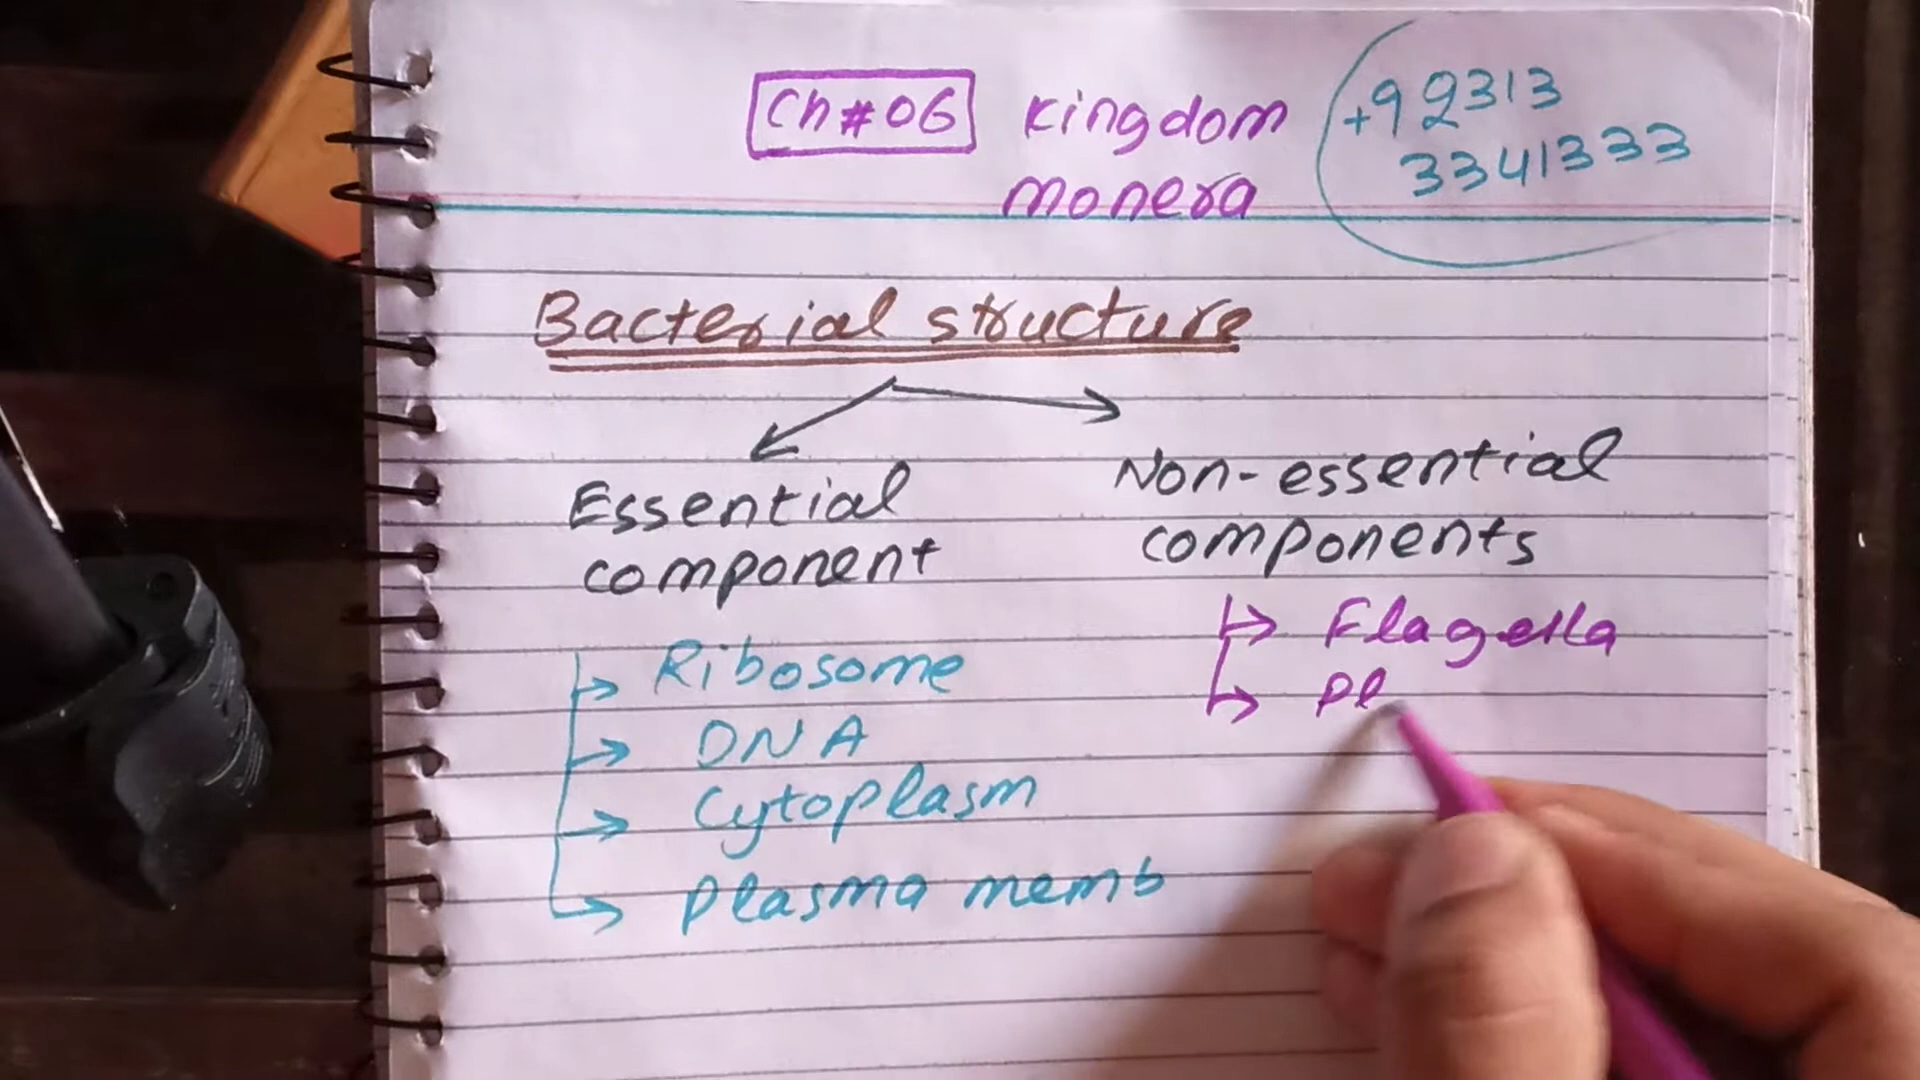 Ch # 06 Kingdom
monera
+92313
3341333
Bacterial structure
Essential
component
Non-essential
components
Ribosome
DNA
Cytoplasm
Plasma memb
Flagella
Pl